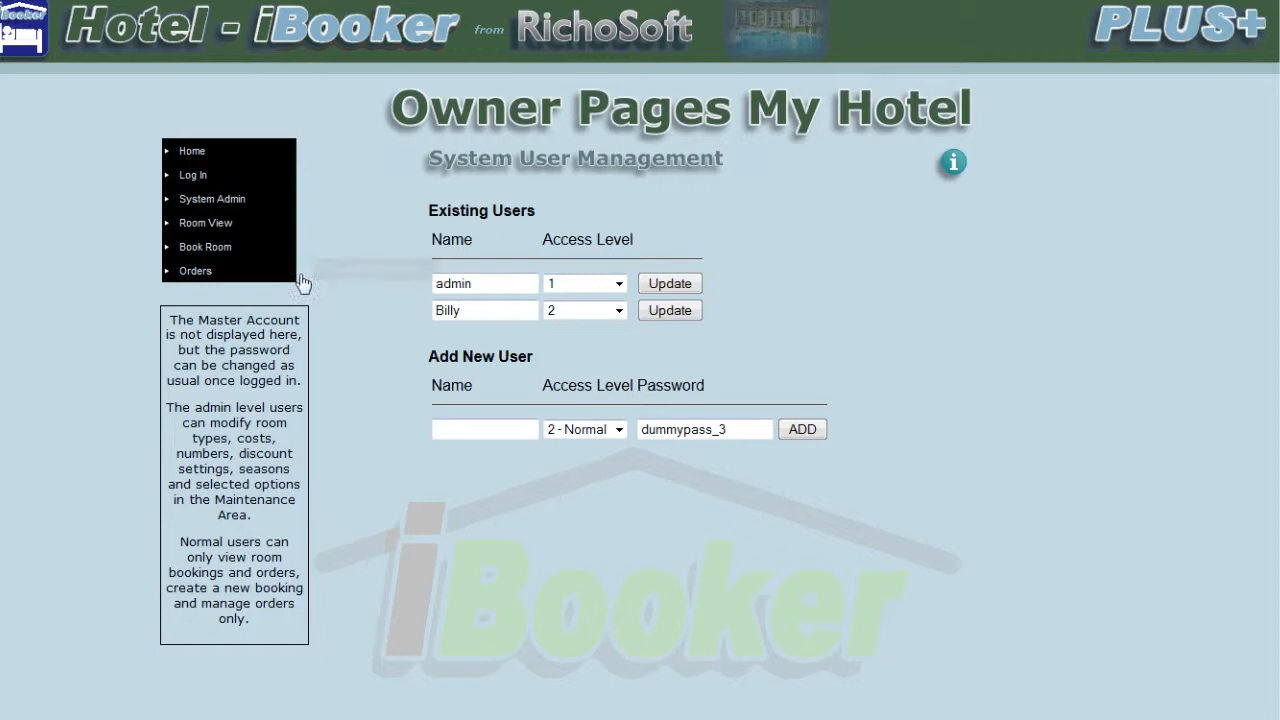 iBooker
Hotel - iBooker from RichoSoft
PLUS+
Owner Pages My Hotel
System User Management
i
Home
Log In
System Admin
Room View
Book Room
Orders
The Master Account
is not displayed here,
but the password
can be changed as
usual once logged in.
The admin level users
can modify room
types, costs,
numbers, discount
settings, seasons
and selected options
in the Maintenance
Area.
Normal users can
only view room
bookings and orders,
create a new booking
and manage orders
only.
Existing Users
Name Access Level
admin 1 Update
Billy 2 Update
Add New User
Name Access Level Password
2 - Normal dummypass_3 ADD
iBooker